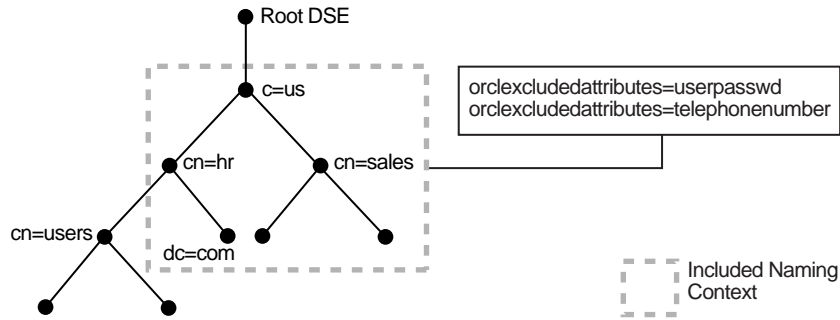 Root DSE
c=us
orclexcludedattributes=userpasswd
orclexcludedattributes=telephonenumber
cn=hr
cn=sales
cn=users
dc=com
Included Naming
Context